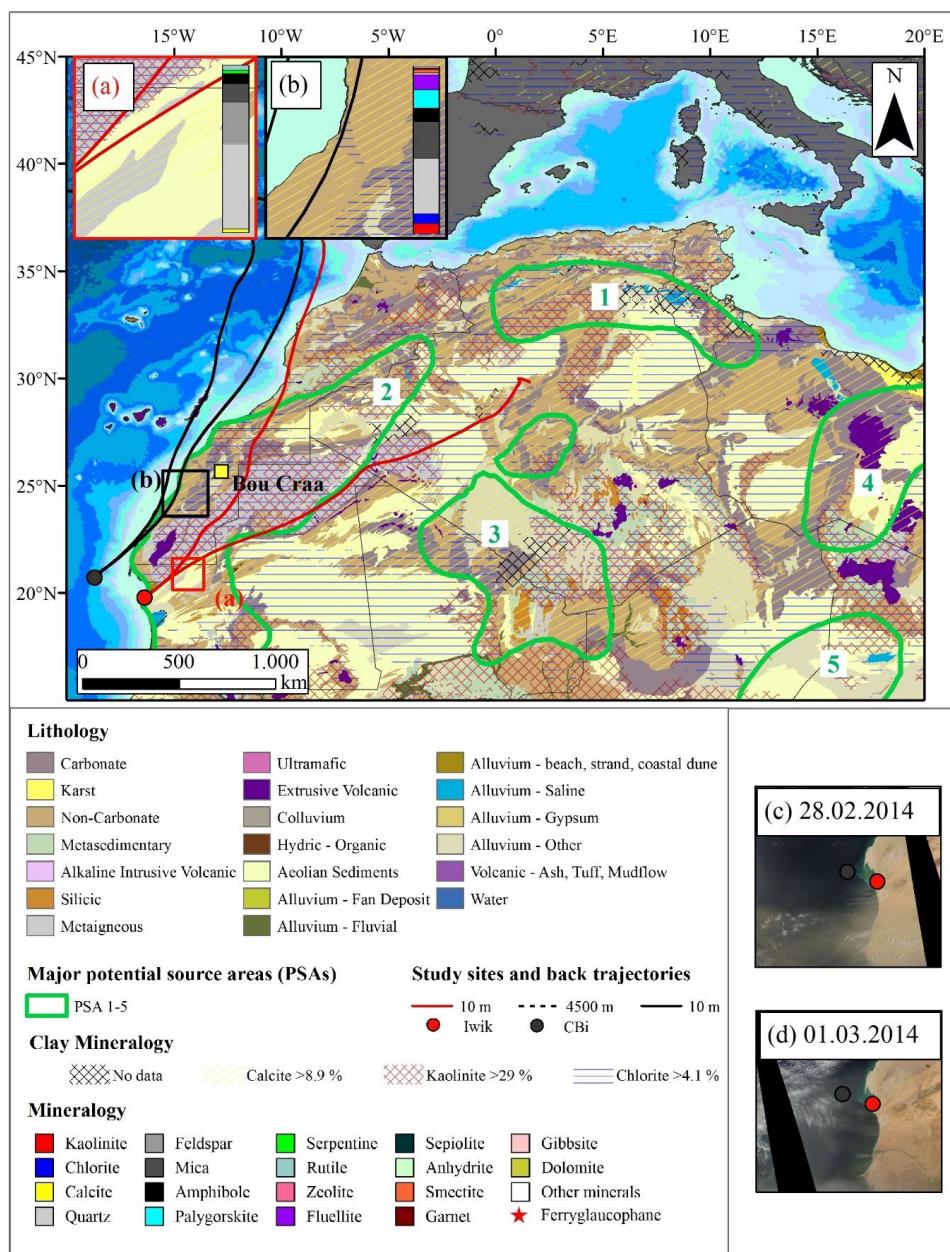 15°W 10°W 5°W 0°E 5°E 10°E 15°E 20°E
45°N
40°N
35°N
30°N
25°N
20°N
(a)
(b)
N
1
2
3
4
5
(b)
Bou Craa
(a)
0 500 1.000
km
Lithology
Carbonate
Karst
Non-Carbonate
Metasedimentary
Alkaline Intrusive Volcanic
Silicic
Metaigneous
Ultramafic
Extrusive Volcanic
Colluvium
Hydric - Organic
Aeolian Sediments
Alluvium - Fan Deposit
Alluvium - Fluvial
Alluvium - beach, strand, coastal dune
Alluvium - Saline
Alluvium - Gypsum
Alluvium - Other
Volcanic - Ash, Tuff, Mudflow
Water
Major potential source areas (PSAs)
PSA 1-5
Study sites and back trajectories
10 m 4500 m 10 m
Iwik CBi
Clay Mineralogy
No data Calcite >8.9 % Kaolinite >29 % Chlorite >4.1 %
Mineralogy
Kaolinite
Chlorite
Calcite
Quartz
Feldspar
Mica
Amphibole
Palygorskite
Serpentine
Rutile
Zeolite
Fluellite
Sepiolite
Anhydrite
Smectite
Garnet
Gibbsite
Dolomite
Other minerals
Ferryglaucophane
(c) 28.02.2014
(d) 01.03.2014